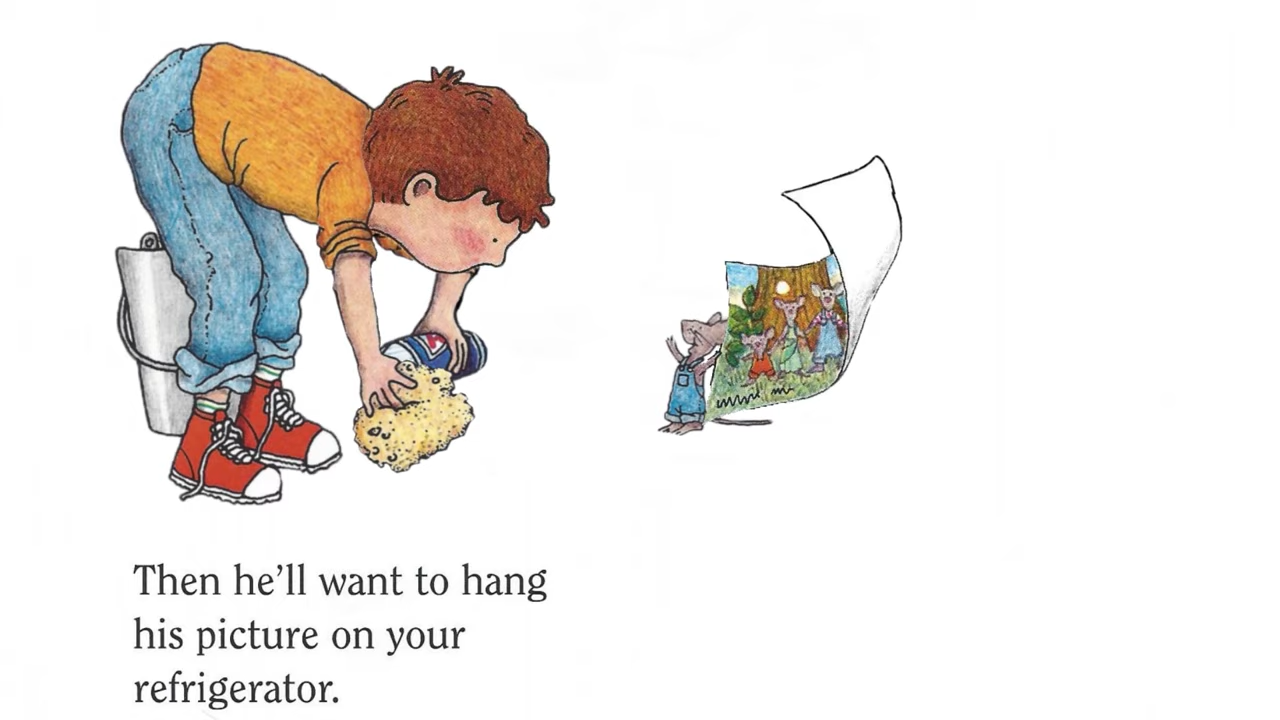 Then he’ll want to hang
his picture on your
refrigerator.